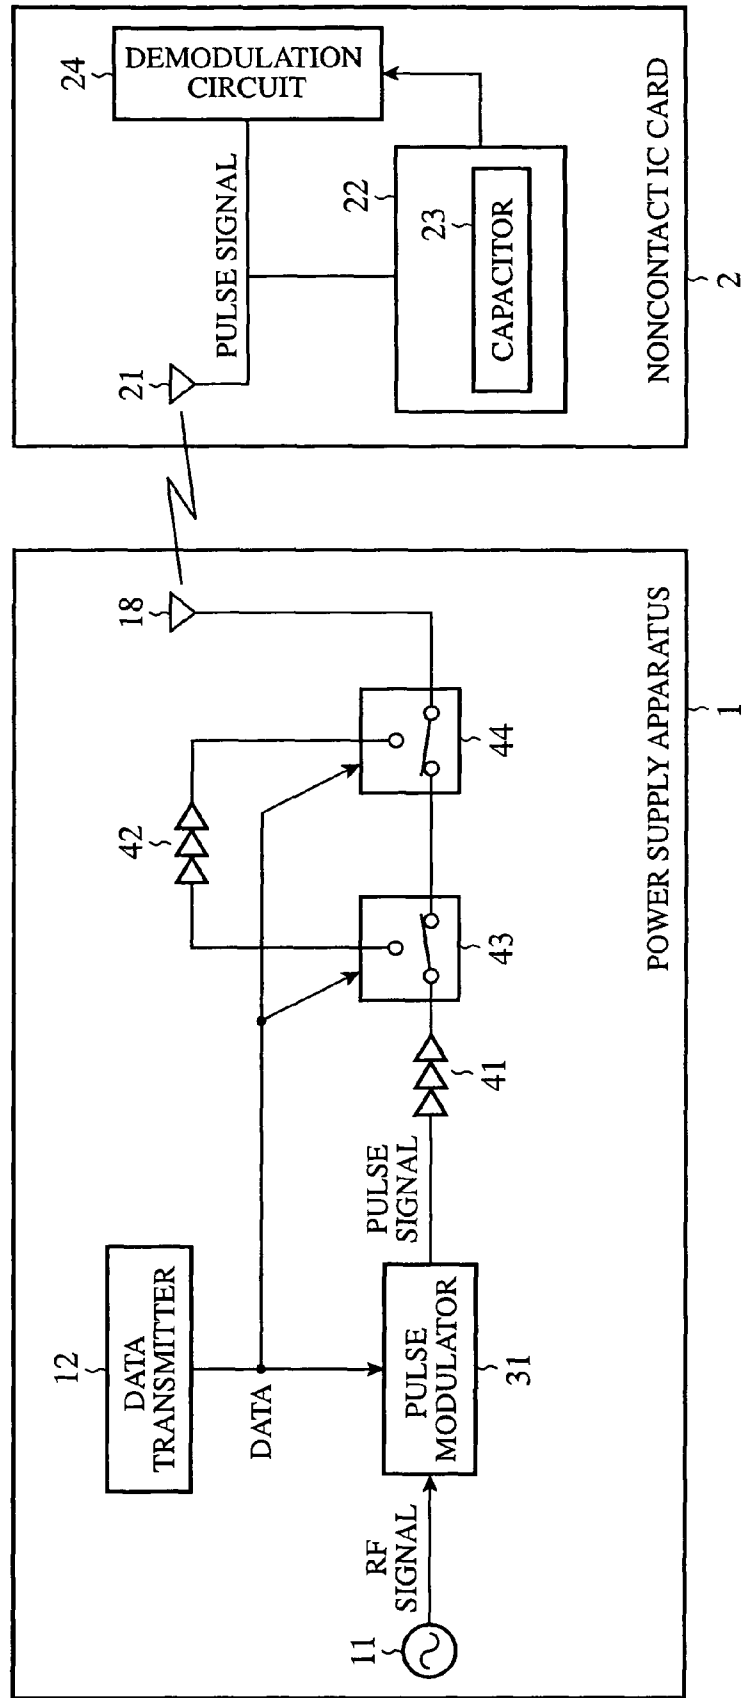 12
DATA
TRANSMITTER
DATA
11
RF
SIGNAL
PULSE
MODULATOR
31
PULSE
SIGNAL
41
42
43
44
18
POWER SUPPLY APPARATUS
1
21
PULSE SIGNAL
24
DEMODULATION
CIRCUIT
22
23
CAPACITOR
NONCONTACT IC CARD
2